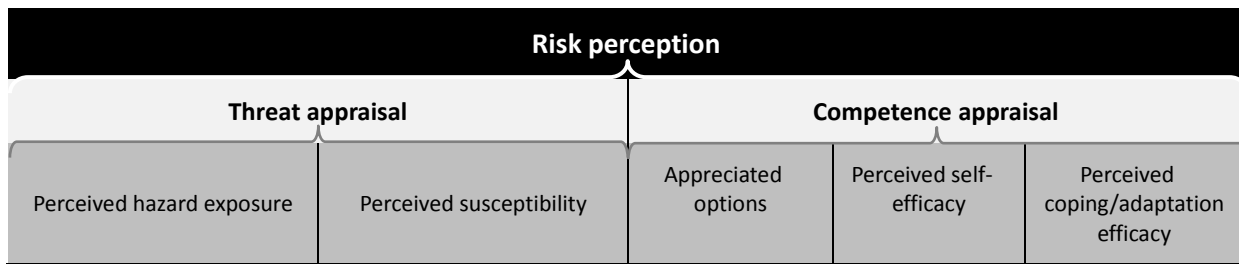 Risk perception
Threat appraisal
Competence appraisal
Perceived hazard exposure
Perceived susceptibility
Appreciated
options
Perceived self-
efficacy
Perceived
coping/adaptation
efficacy